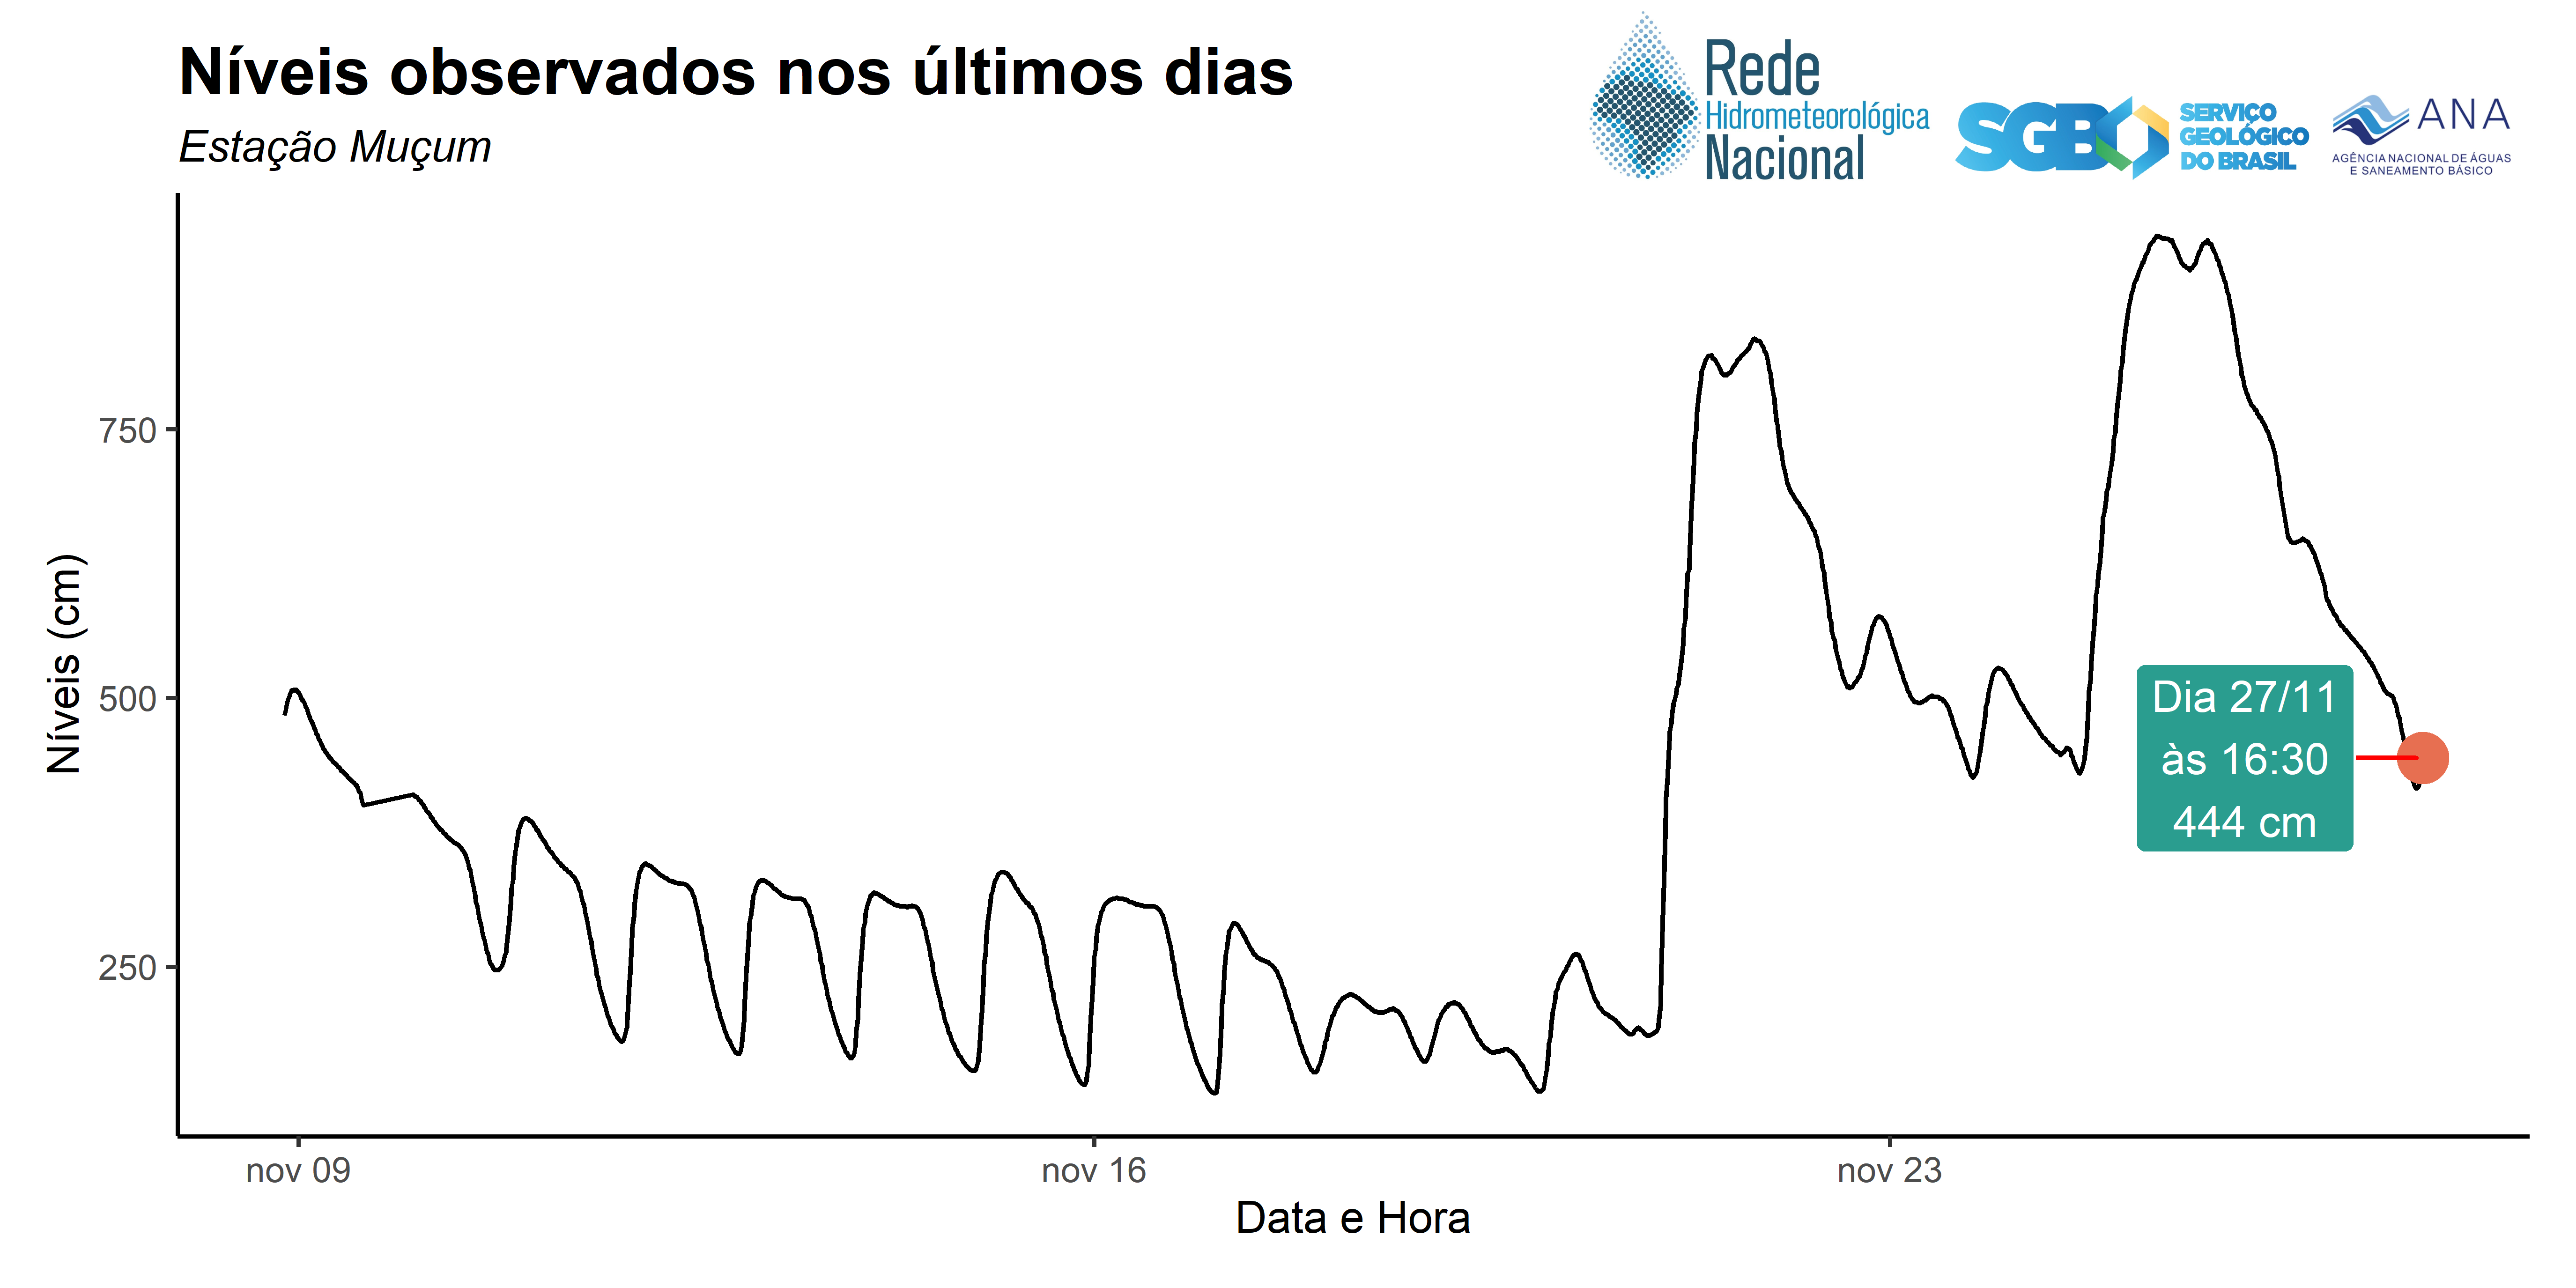 Níveis observados nos últimos dias
Estação Muçum
Rede
Hidrometeorológica
Nacional
SGB
SERVIÇO
GEOLÓGICO
DO BRASIL
ANA
AGÊNCIA NACIONAL DE ÁGUAS
E SANEAMENTO BÁSICO
Níveis (cm)
750
500
250
Dia 27/11
às 16:30
444 cm
nov 09
nov 16
nov 23
Data e Hora